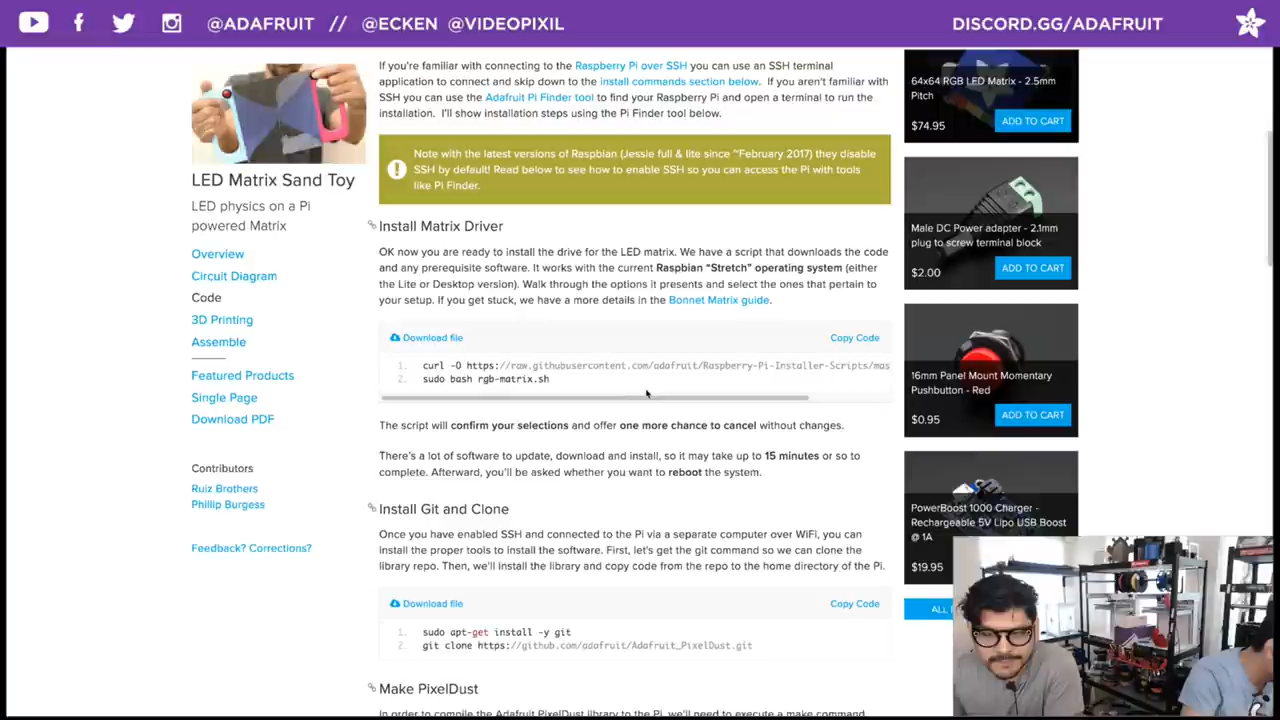 @ADAFRUIT // @ECKEN @VIDEOPIXIL
DISCORD.GG/ADAFRUIT
LED Matrix Sand Toy
LED physics on a Pi
powered Matrix
Overview
Circuit Diagram
Code
3D Printing
Assemble
Featured Products
Single Page
Download PDF
Contributors
Ruiz Brothers
Phillip Burgess
Feedback? Corrections?
If you're familiar with connecting to the Raspberry Pi over SSH you can use an SSH terminal
application to connect and skip down to the install commands section below. If you aren't familiar with
SSH you can use the Adafruit Pi Finder tool to find your Raspberry Pi and open a terminal to run the
installation. I'll show installation steps using the Pi Finder tool below.
Note with the latest versions of Raspbian (Jessie full & lite since ~February 2017) they disable
SSH by default! Read below to see how to enable SSH so you can access the Pi with tools
like Pi Finder.
Install Matrix Driver
OK now you are ready to install the drive for the LED matrix. We have a script that downloads the code
and any prerequisite software. It works with the current Raspbian “Stretch” operating system (either
the Lite or Desktop version). Walk through the options it presents and select the ones that pertain to
your setup. If you get stuck, we have a more details in the Bonnet Matrix guide.
Download file
Copy Code
1. curl -O https://raw.githubusercontent.com/adafruit/Raspberry-Pi-Installer-Scripts/mas
2. sudo bash rgb-matrix.sh
The script will confirm your selections and offer one more chance to cancel without changes.
There's a lot of software to update, download and install, so it may take up to 15 minutes or so to
complete. Afterward, you'll be asked whether you want to reboot the system.
Install Git and Clone
Once you have enabled SSH and connected to the Pi via a separate computer over WiFi, you can
install the proper tools to install the software. First, let's get the git command so we can clone the
library repo. Then, we'll install the library and copy code from the repo to the home directory of the Pi.
Download file
Copy Code
1. sudo apt-get install -y git
2. git clone https://github.com/adafruit/Adafruit_PixelDust.git
Make PixelDust
In order to compile the Adafruit PixelDust library to the Pi, we'll need to execute a make command
64x64 RGB LED Matrix - 2.5mm
Pitch
$74.95
ADD TO CART
Male DC Power adapter - 2.1mm
plug to screw terminal block
$2.00
ADD TO CART
16mm Panel Mount Momentary
Pushbutton - Red
$0.95
ADD TO CART
PowerBoost 1000 Charger -
Rechargeable 5V Lipo USB Boost
@ 1A
$19.95
ALL